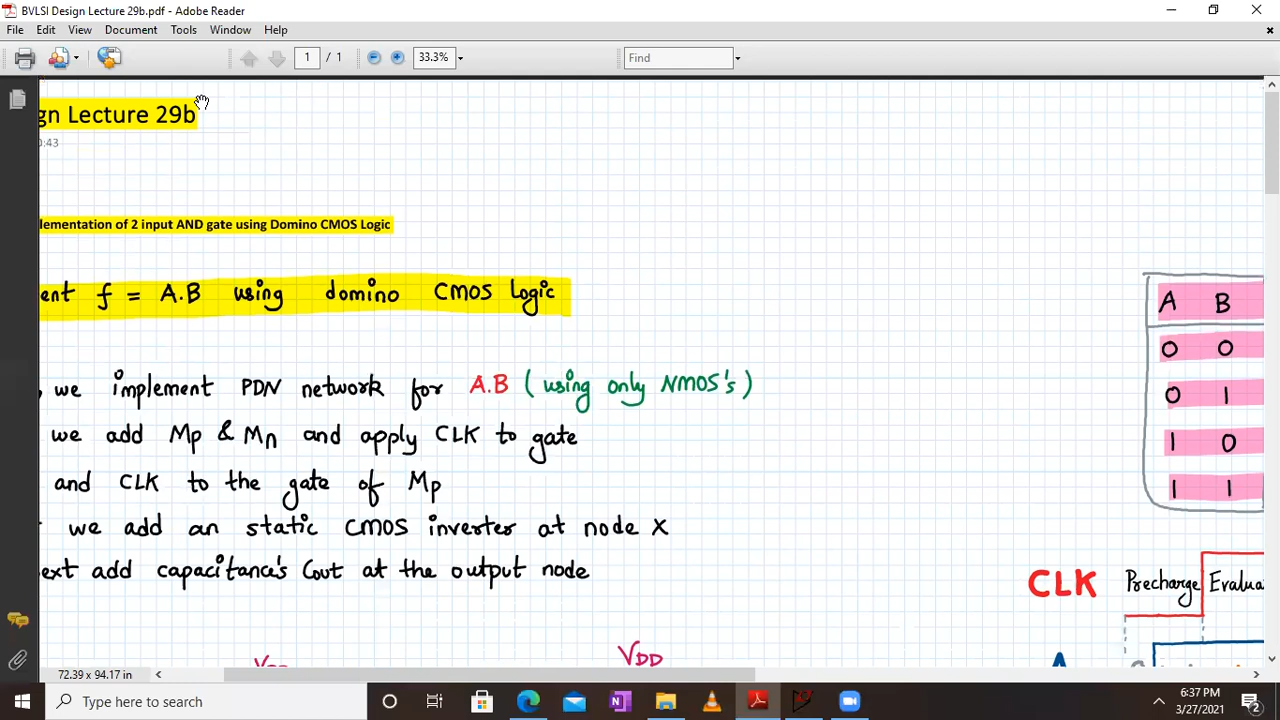 BVLSI Design Lecture 29b.pdf - Adobe Reader
File Edit View Document Tools Window Help
1 / 1 33.3% Find
gn Lecture 29b
0:43
lementation of 2 input AND gate using Domino CMOS Logic
ent f = A.B using domino CMOS Logic
, we implement PDN network for A.B (using only NMOS's)
we add Mp & Mn and apply CLK to gate
and CLK to the gate of Mp
we add an static CMOS inverter at node X
ext add capacitance's Cout at the output node
A B
0 0
0 1
1 0
1 1
CLK Precharge Evalua
VDD VDD
A
72.39 x 94.17 in
Type here to search
6:37 PM
3/27/2021
2